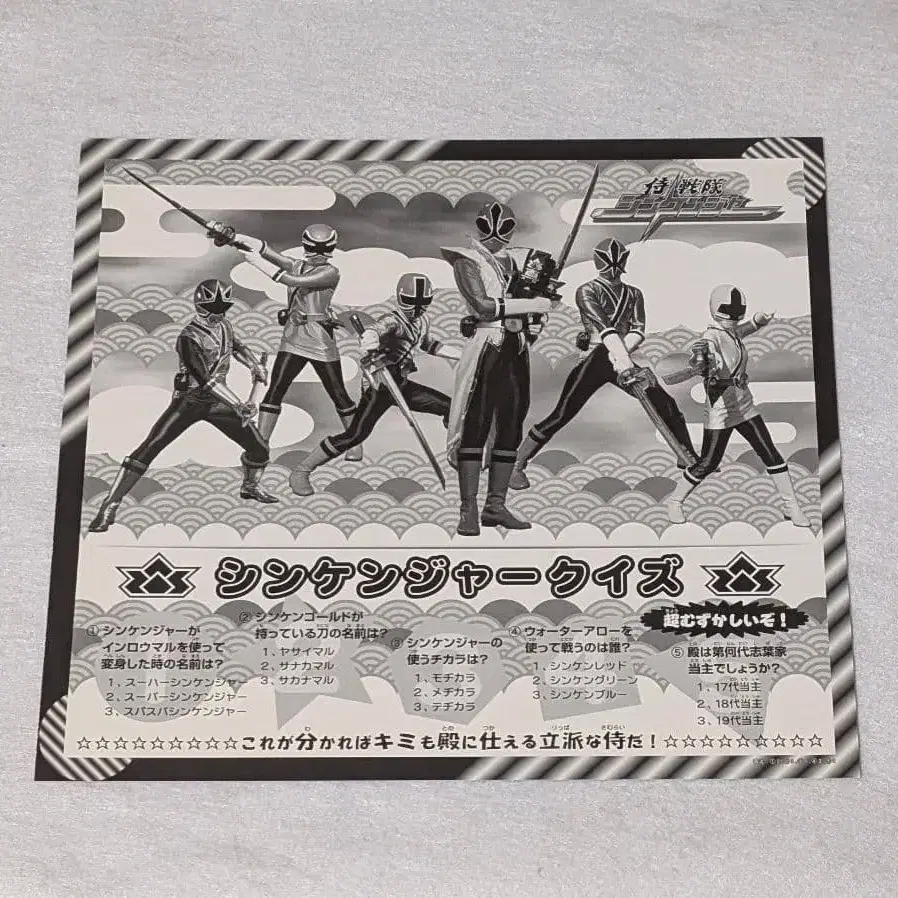 侍戦隊
シンケンジャー
シンケンジャークイズ
① シンケンジャーが
インロウマルを使って
変身した時の名前は?
1、スーハーシンケンジャー
2、スーパーシンケンジャー
3、スパスパシンケンジャー
② シンケンゴールドが
持っている刀の名前は?
1、ヤサイマル
2、サナカマル
3、サカナマル
③ シンケンジャーの
使うチカラは?
1、モヂカラ
2、メヂカラ
3、テヂカラ
④ ウォーターアローを
使って戦うのは誰?
1、シンケンレッド
2、シンケングリーン
3、シンケンブルー
超むずかしいぞ!
⑤ 殿は第何代志葉家
当主でしょうか?
1、17代当主
2、18代当主
3、19代当主
☆☆☆☆☆☆☆☆☆これが分かればキミも殿に仕える立派な侍だ!☆☆☆☆☆☆☆☆☆